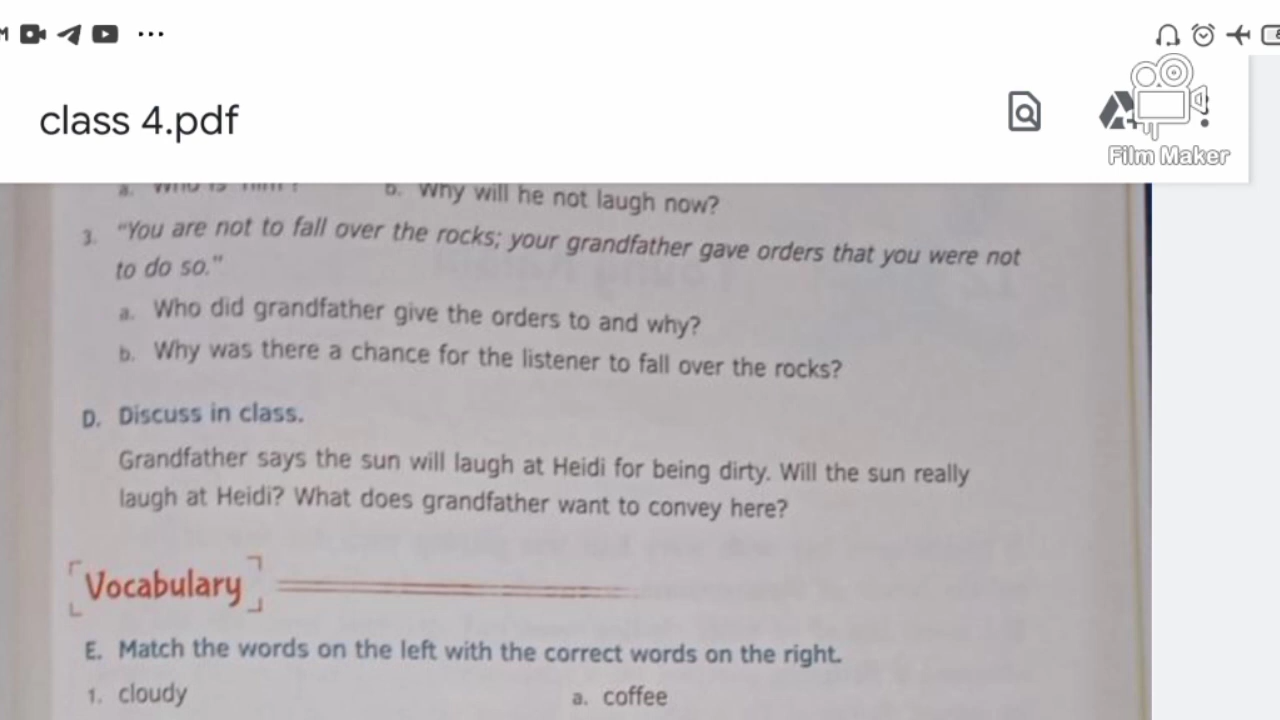 class 4.pdf
Film Maker
a. Who is him?
b. Why will he not laugh now?
3. "You are not to fall over the rocks; your grandfather gave orders that you were not
to do so."
a. Who did grandfather give the orders to and why?
b. Why was there a chance for the listener to fall over the rocks?
D. Discuss in class.
Grandfather says the sun will laugh at Heidi for being dirty. Will the sun really
laugh at Heidi? What does grandfather want to convey here?
Vocabulary
E. Match the words on the left with the correct words on the right.
1. cloudy
a. coffee